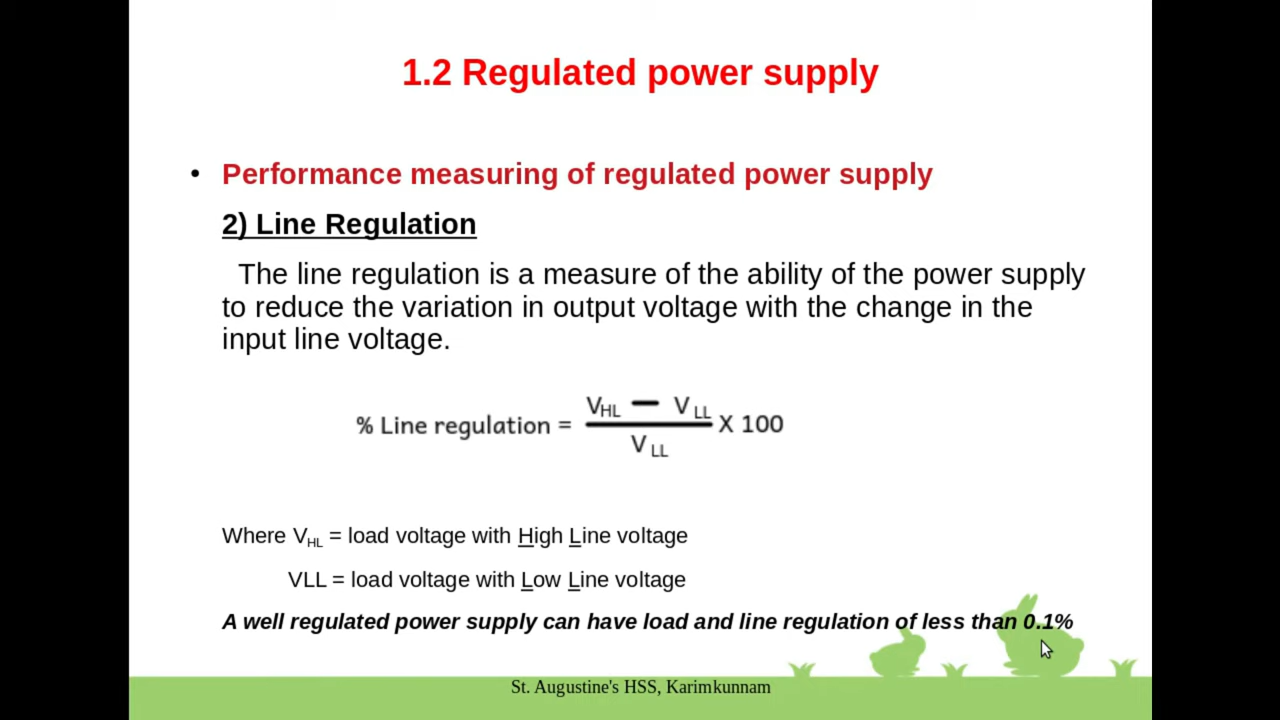 1.2 Regulated power supply
• Performance measuring of regulated power supply
2) Line Regulation
The line regulation is a measure of the ability of the power supply
to reduce the variation in output voltage with the change in the
input line voltage.
% Line regulation = (V_HL − V_LL) / V_LL X 100
Where V_HL = load voltage with High Line voltage
VLL = load voltage with Low Line voltage
A well regulated power supply can have load and line regulation of less than 0.1%
St. Augustine's HSS, Karimkunnam